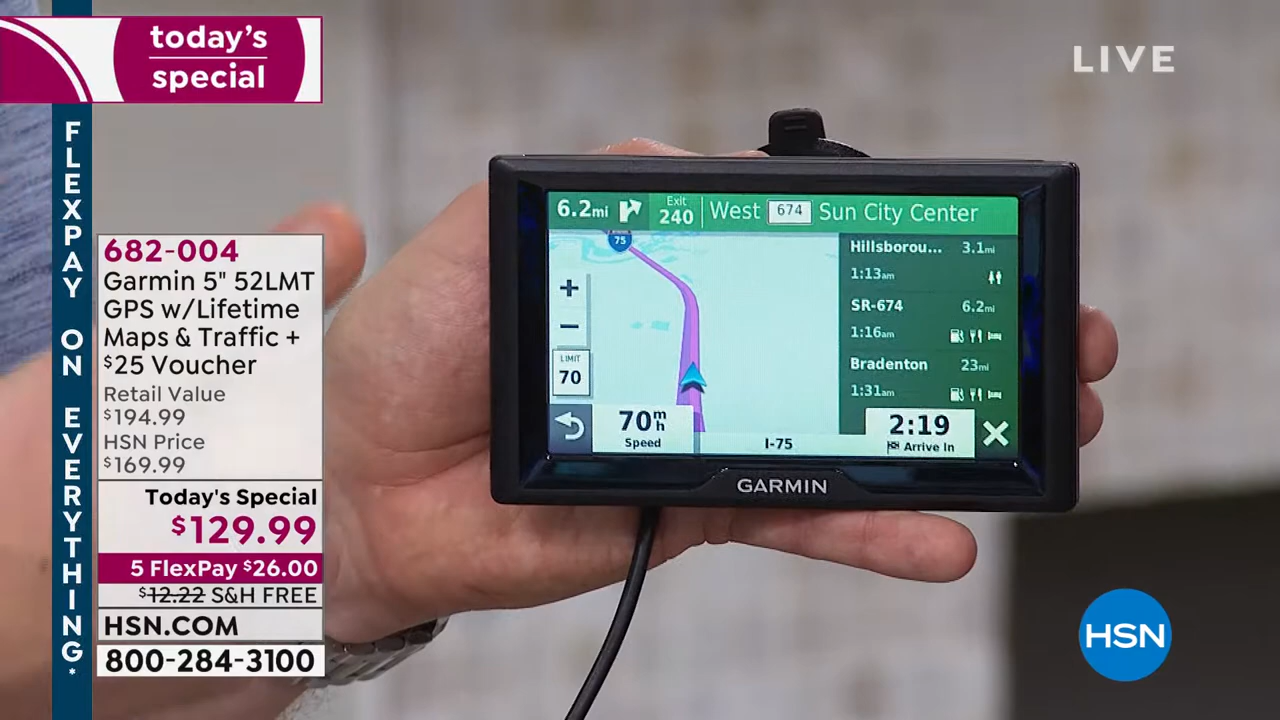 today's
special
LIVE
FLEXPAY ON EVERYTHING*
682-004
Garmin 5" 52LMT
GPS w/Lifetime
Maps & Traffic +
$25 Voucher
Retail Value
$194.99
HSN Price
$169.99
Today's Special
$129.99
5 FlexPay $26.00
$12.22 S&H FREE
HSN.COM
800-284-3100
6.2mi Exit 240 West 674 Sun City Center
75
+
−
LIMIT
70
70mh
Speed
I-75
Hillsborou... 3.1mi
1:13am
SR-674 6.2mi
1:16am
Bradenton 23mi
1:31am
2:19
Arrive In
GARMIN
HSN